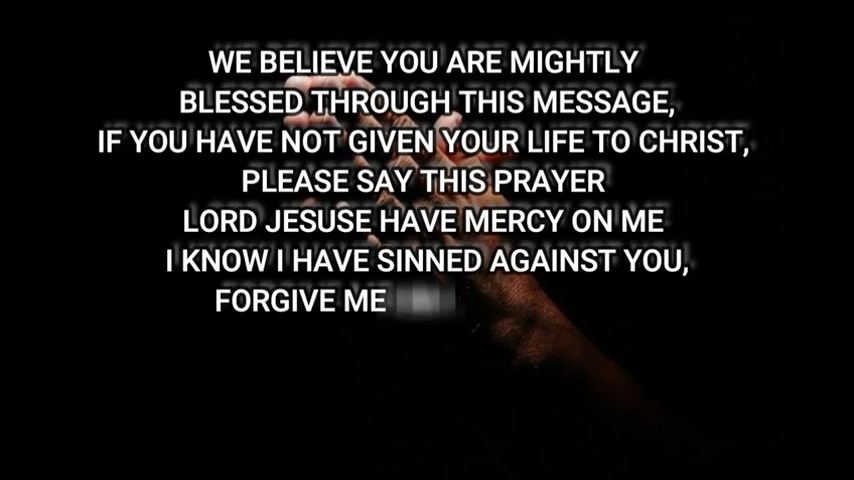 WE BELIEVE YOU ARE MIGHTLY
BLESSED THROUGH THIS MESSAGE,
IF YOU HAVE NOT GIVEN YOUR LIFE TO CHRIST,
PLEASE SAY THIS PRAYER
LORD JESUSE HAVE MERCY ON ME
I KNOW I HAVE SINNED AGAINST YOU,
FORGIVE ME